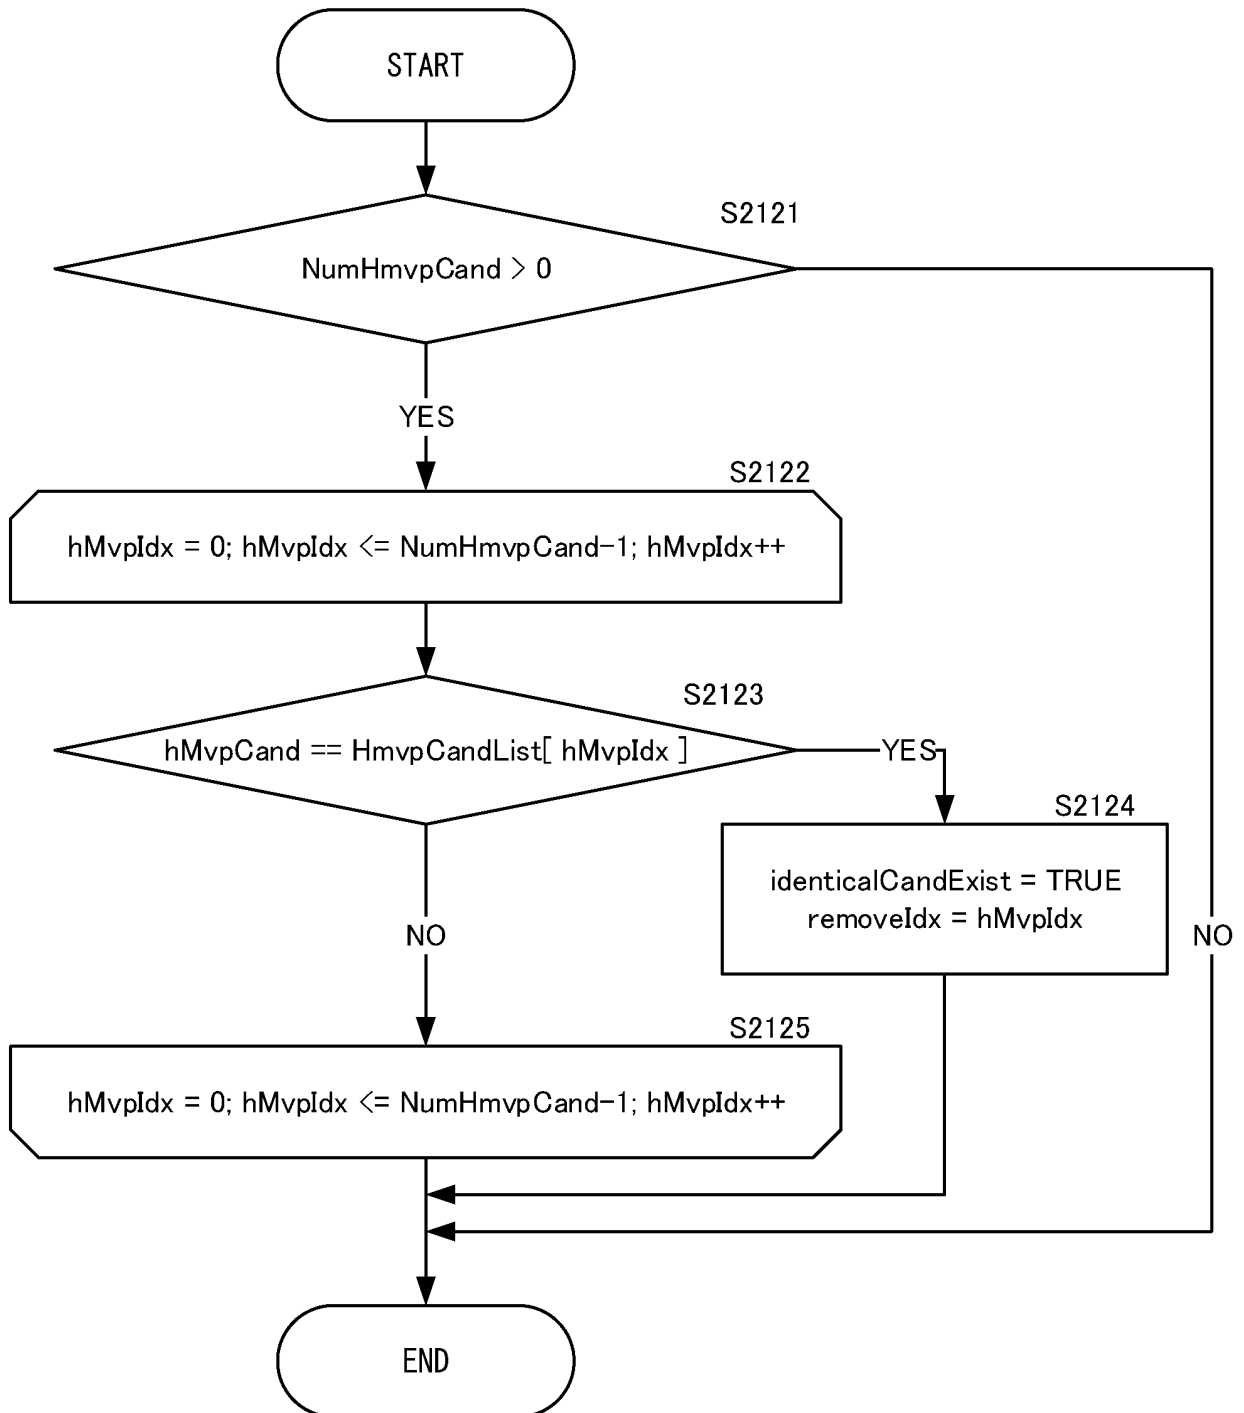 START
S2121
NumHmvpCand > 0
YES
S2122
hMvpIdx = 0; hMvpIdx <= NumHmvpCand-1; hMvpIdx++
S2123
hMvpCand == HmvpCandList[ hMvpIdx ]
YES
S2124
identicalCandExist = TRUE
removeIdx = hMvpIdx
NO
NO
S2125
hMvpIdx = 0; hMvpIdx <= NumHmvpCand-1; hMvpIdx++
END